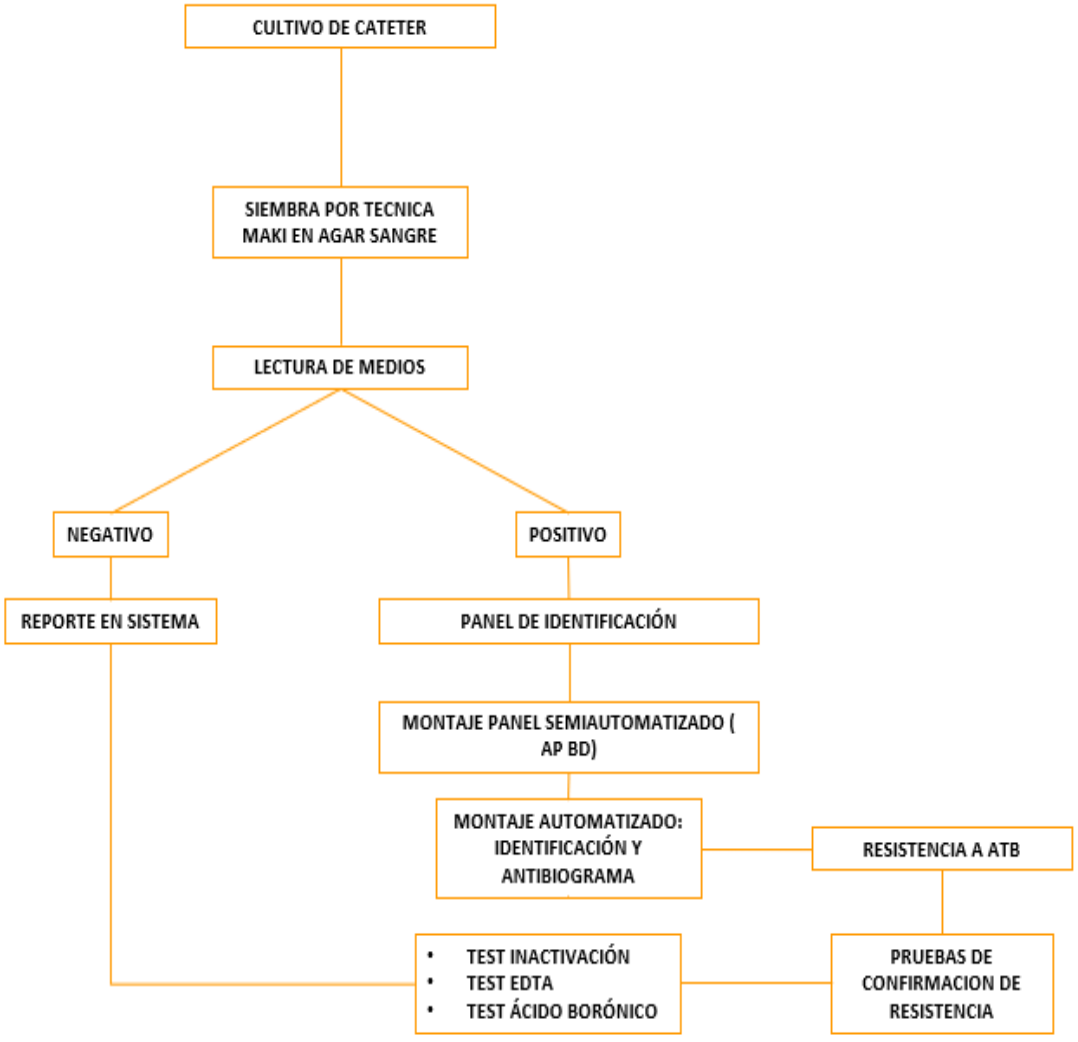 CULTIVO DE CATETER
SIEMBRA POR TECNICA
MAKI EN AGAR SANGRE
LECTURA DE MEDIOS
NEGATIVO
POSITIVO
REPORTE EN SISTEMA
PANEL DE IDENTIFICACIÓN
MONTAJE PANEL SEMIAUTOMATIZADO (
AP BD)
MONTAJE AUTOMATIZADO:
IDENTIFICACIÓN Y
ANTIBIOGRAMA
RESISTENCIA A ATB
• TEST INACTIVACIÓN
• TEST EDTA
• TEST ÁCIDO BORÓNICO
PRUEBAS DE
CONFIRMACION DE
RESISTENCIA